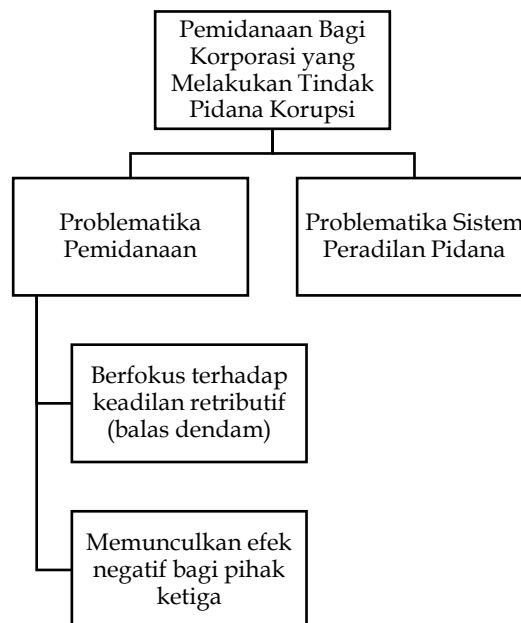 Pemidanaan Bagi
Korporasi yang
Melakukan Tindak
Pidana Korupsi
Problematika
Pemidanaan
Problematika Sistem
Peradilan Pidana
Berfokus terhadap
keadilan retributif
(balas dendam)
Memunculkan efek
negatif bagi pihak
ketiga